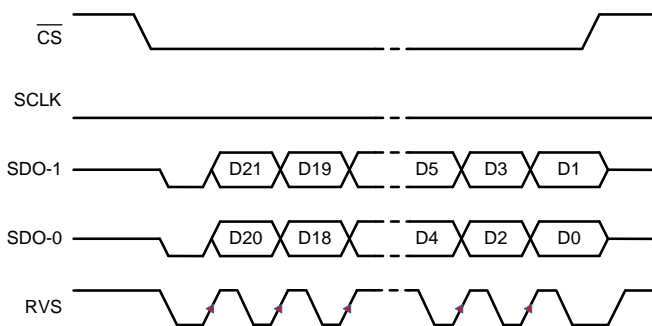 CS
SCLK
SDO-1 D21 D19 D5 D3 D1
SDO-0 D20 D18 D4 D2 D0
RVS